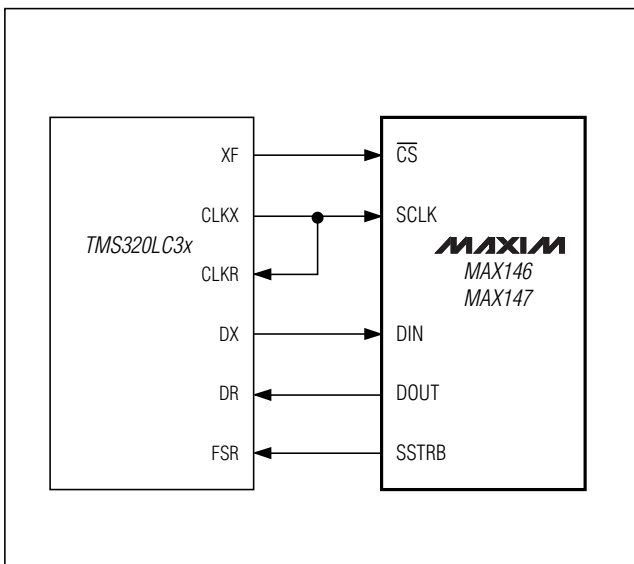 XF
CS
CLKX
SCLK
TMS320LC3x
MAXIM
MAX146
MAX147
CLKR
DX
DIN
DR
DOUT
FSR
SSTRB